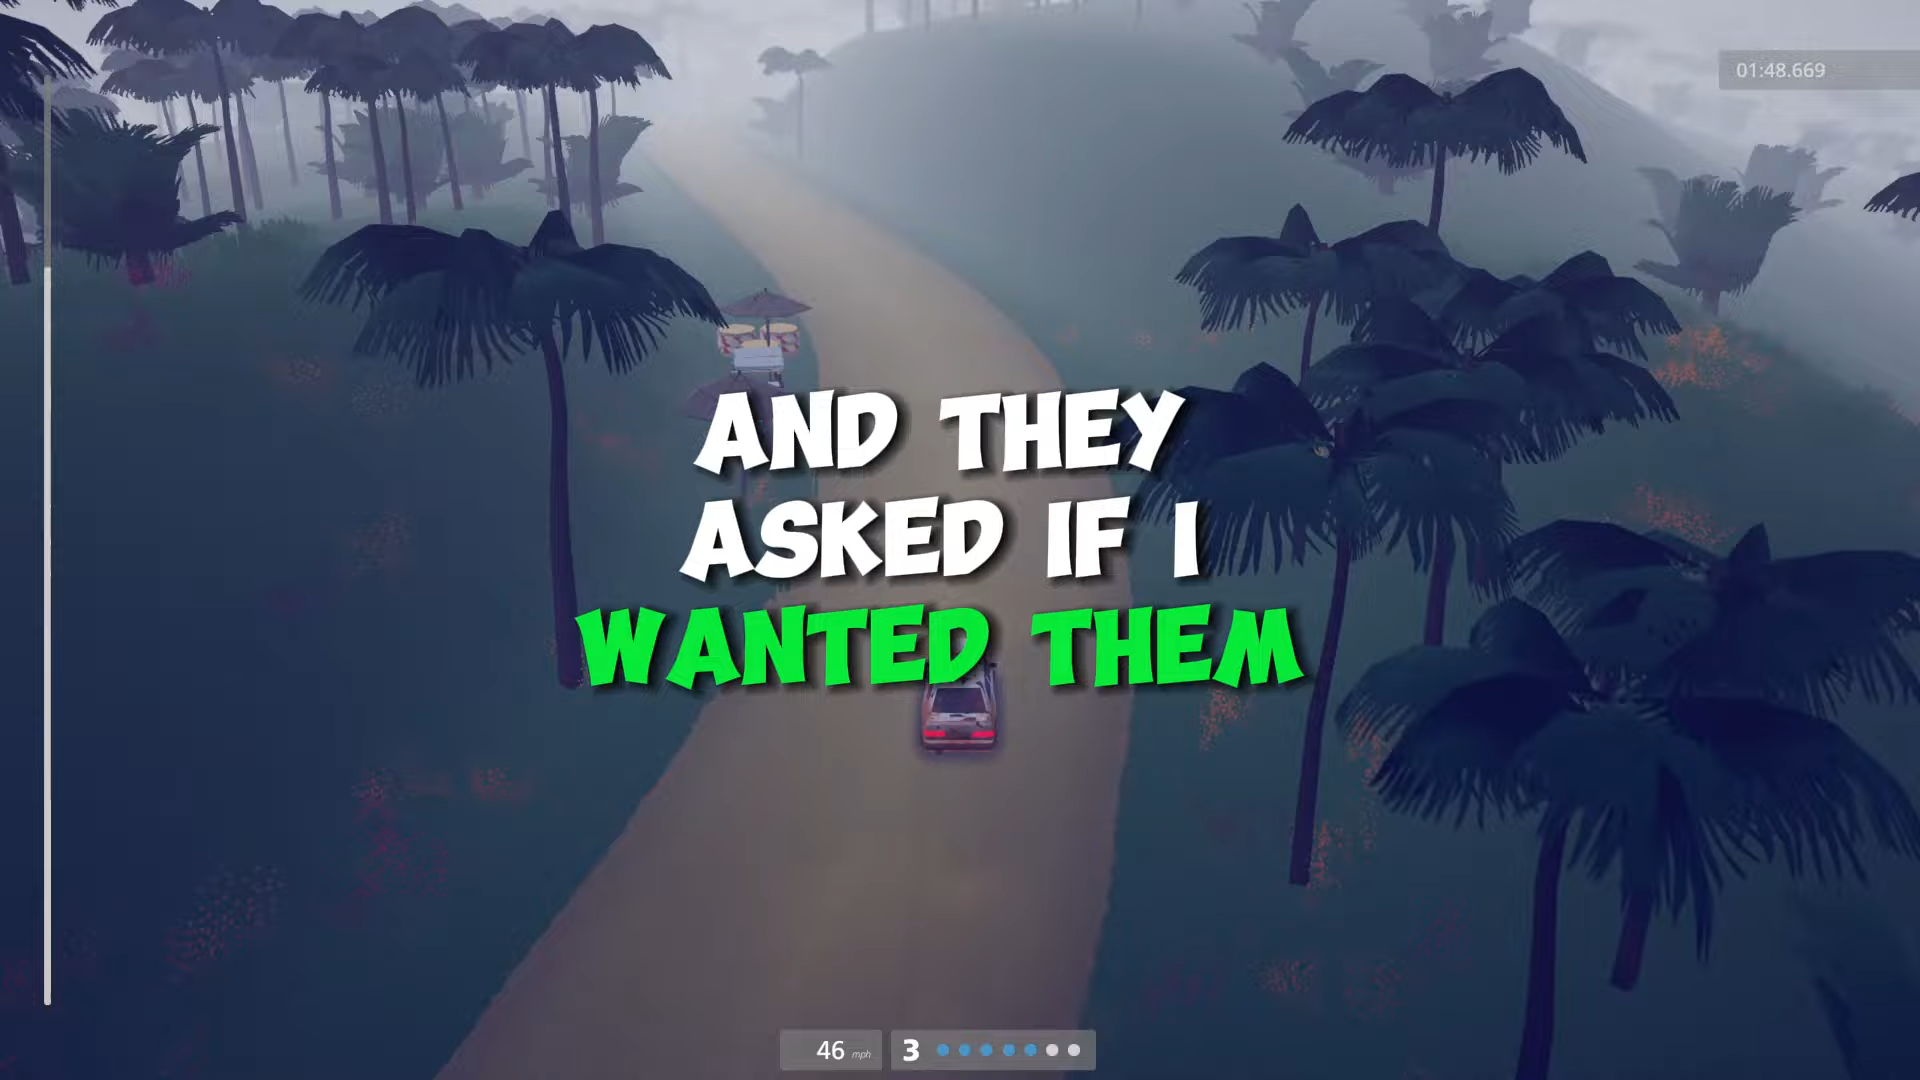 01:48.669
AND THEY
ASKED IF I
WANTED THEM
46 mph 3